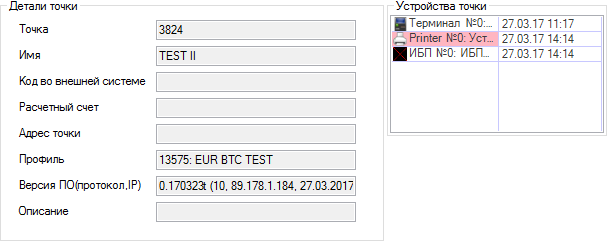 Детали точки
Точка 3824
Имя TEST II
Код во внешней системе
Расчетный счет
Адрес точки
Профиль 13575: EUR BTC TEST
Версия ПО(протокол,IP) 0.170323t (10, 89.178.1.184, 27.03.2017
Описание
Устройства точки
Терминал №0:... 27.03.17 11:17
Printer №0: Уст... 27.03.17 14:14
ИБП №0: ИБП... 27.03.17 14:14